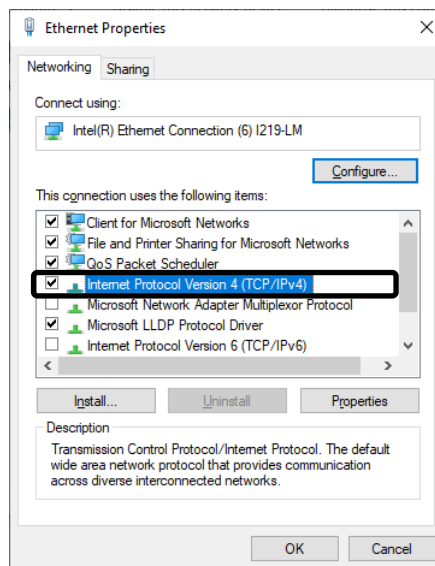 Ethernet Properties
Networking
Sharing
Connect using:
Intel(R) Ethernet Connection (6) I219-LM
Configure...
This connection uses the following items:
Client for Microsoft Networks
File and Printer Sharing for Microsoft Networks
QoS Packet Scheduler
Internet Protocol Version 4 (TCP/IPv4)
Microsoft Network Adapter Multiplexor Protocol
Microsoft LLDP Protocol Driver
Internet Protocol Version 6 (TCP/IPv6)
Install...
Uninstall
Properties
Description
Transmission Control Protocol/Internet Protocol. The default
wide area network protocol that provides communication
across diverse interconnected networks.
OK
Cancel